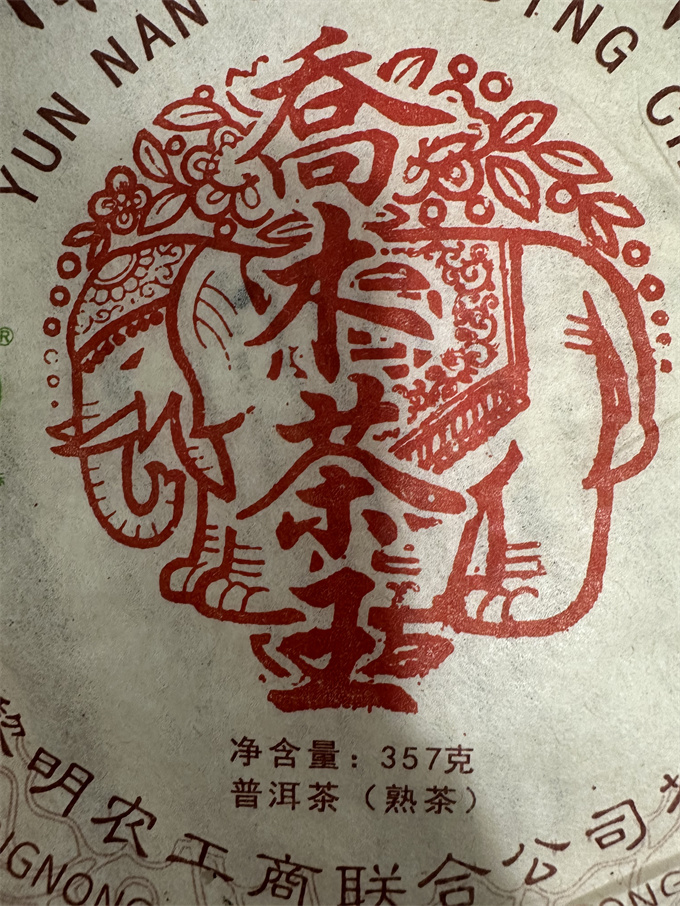 YUN NAN
喬木茶王
®
净含量：357克
普洱茶（熟茶）
黎明农工商联合公司